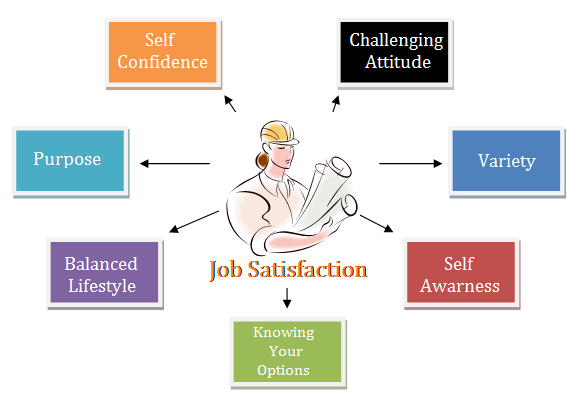 Self
Confidence
Challenging
Attitude
Purpose
Variety
Balanced
Lifestyle
Self
Awarness
Job Satisfaction
Knowing
Your
Options